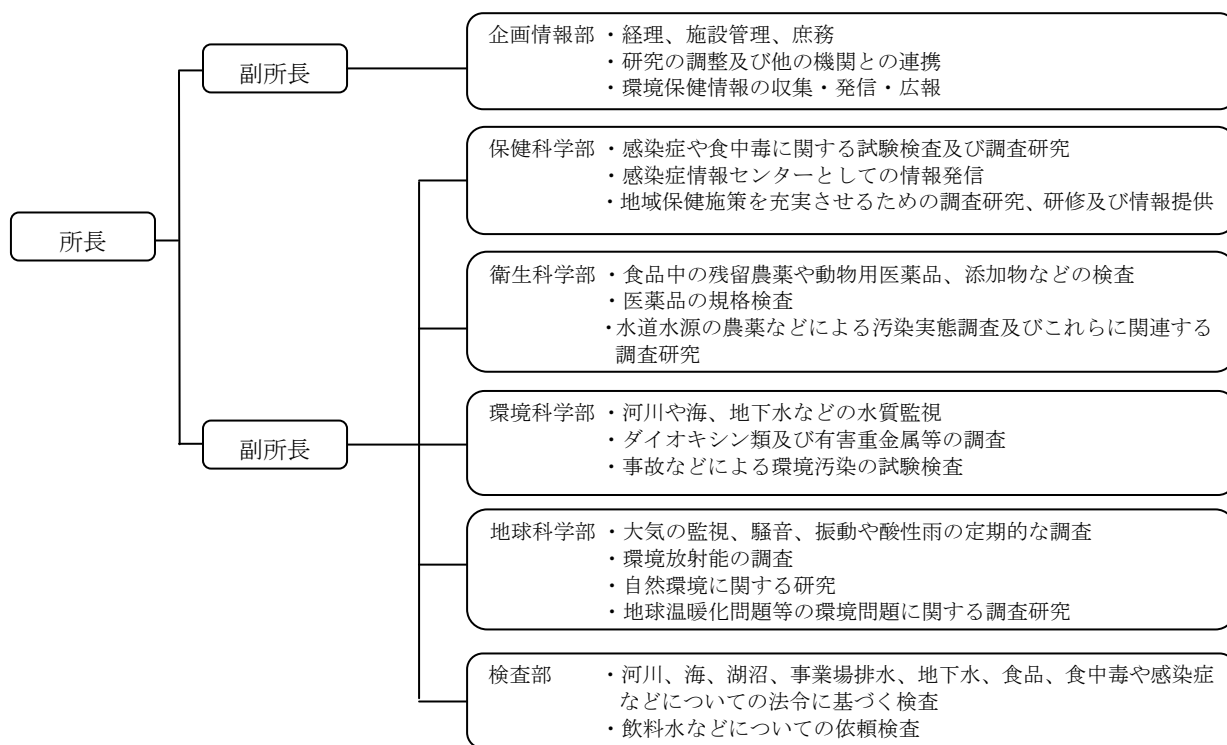 企画情報部 ・経理、施設管理、庶務
・研究の調整及び他の機関との連携
・環境保健情報の収集・発信・広報
副所長
保健科学部 ・感染症や食中毒に関する試験検査及び調査研究
・感染症情報センターとしての情報発信
・地域保健施策を充実させるための調査研究、研修及び情報提供
所長
衛生科学部 ・食品中の残留農薬や動物用医薬品、添加物などの検査
・医薬品の規格検査
・水道水源の農薬などによる汚染実態調査及びこれらに関連する
調査研究
環境科学部 ・河川や海、地下水などの水質監視
・ダイオキシン類及び有害重金属等の調査
・事故などによる環境汚染の試験検査
副所長
地球科学部 ・大気の監視、騒音、振動や酸性雨の定期的な調査
・環境放射能の調査
・自然環境に関する研究
・地球温暖化問題等の環境問題に関する調査研究
検査部 ・河川、海、湖沼、事業場排水、地下水、食品、食中毒や感染症
などについての法令に基づく検査
・飲料水などについての依頼検査